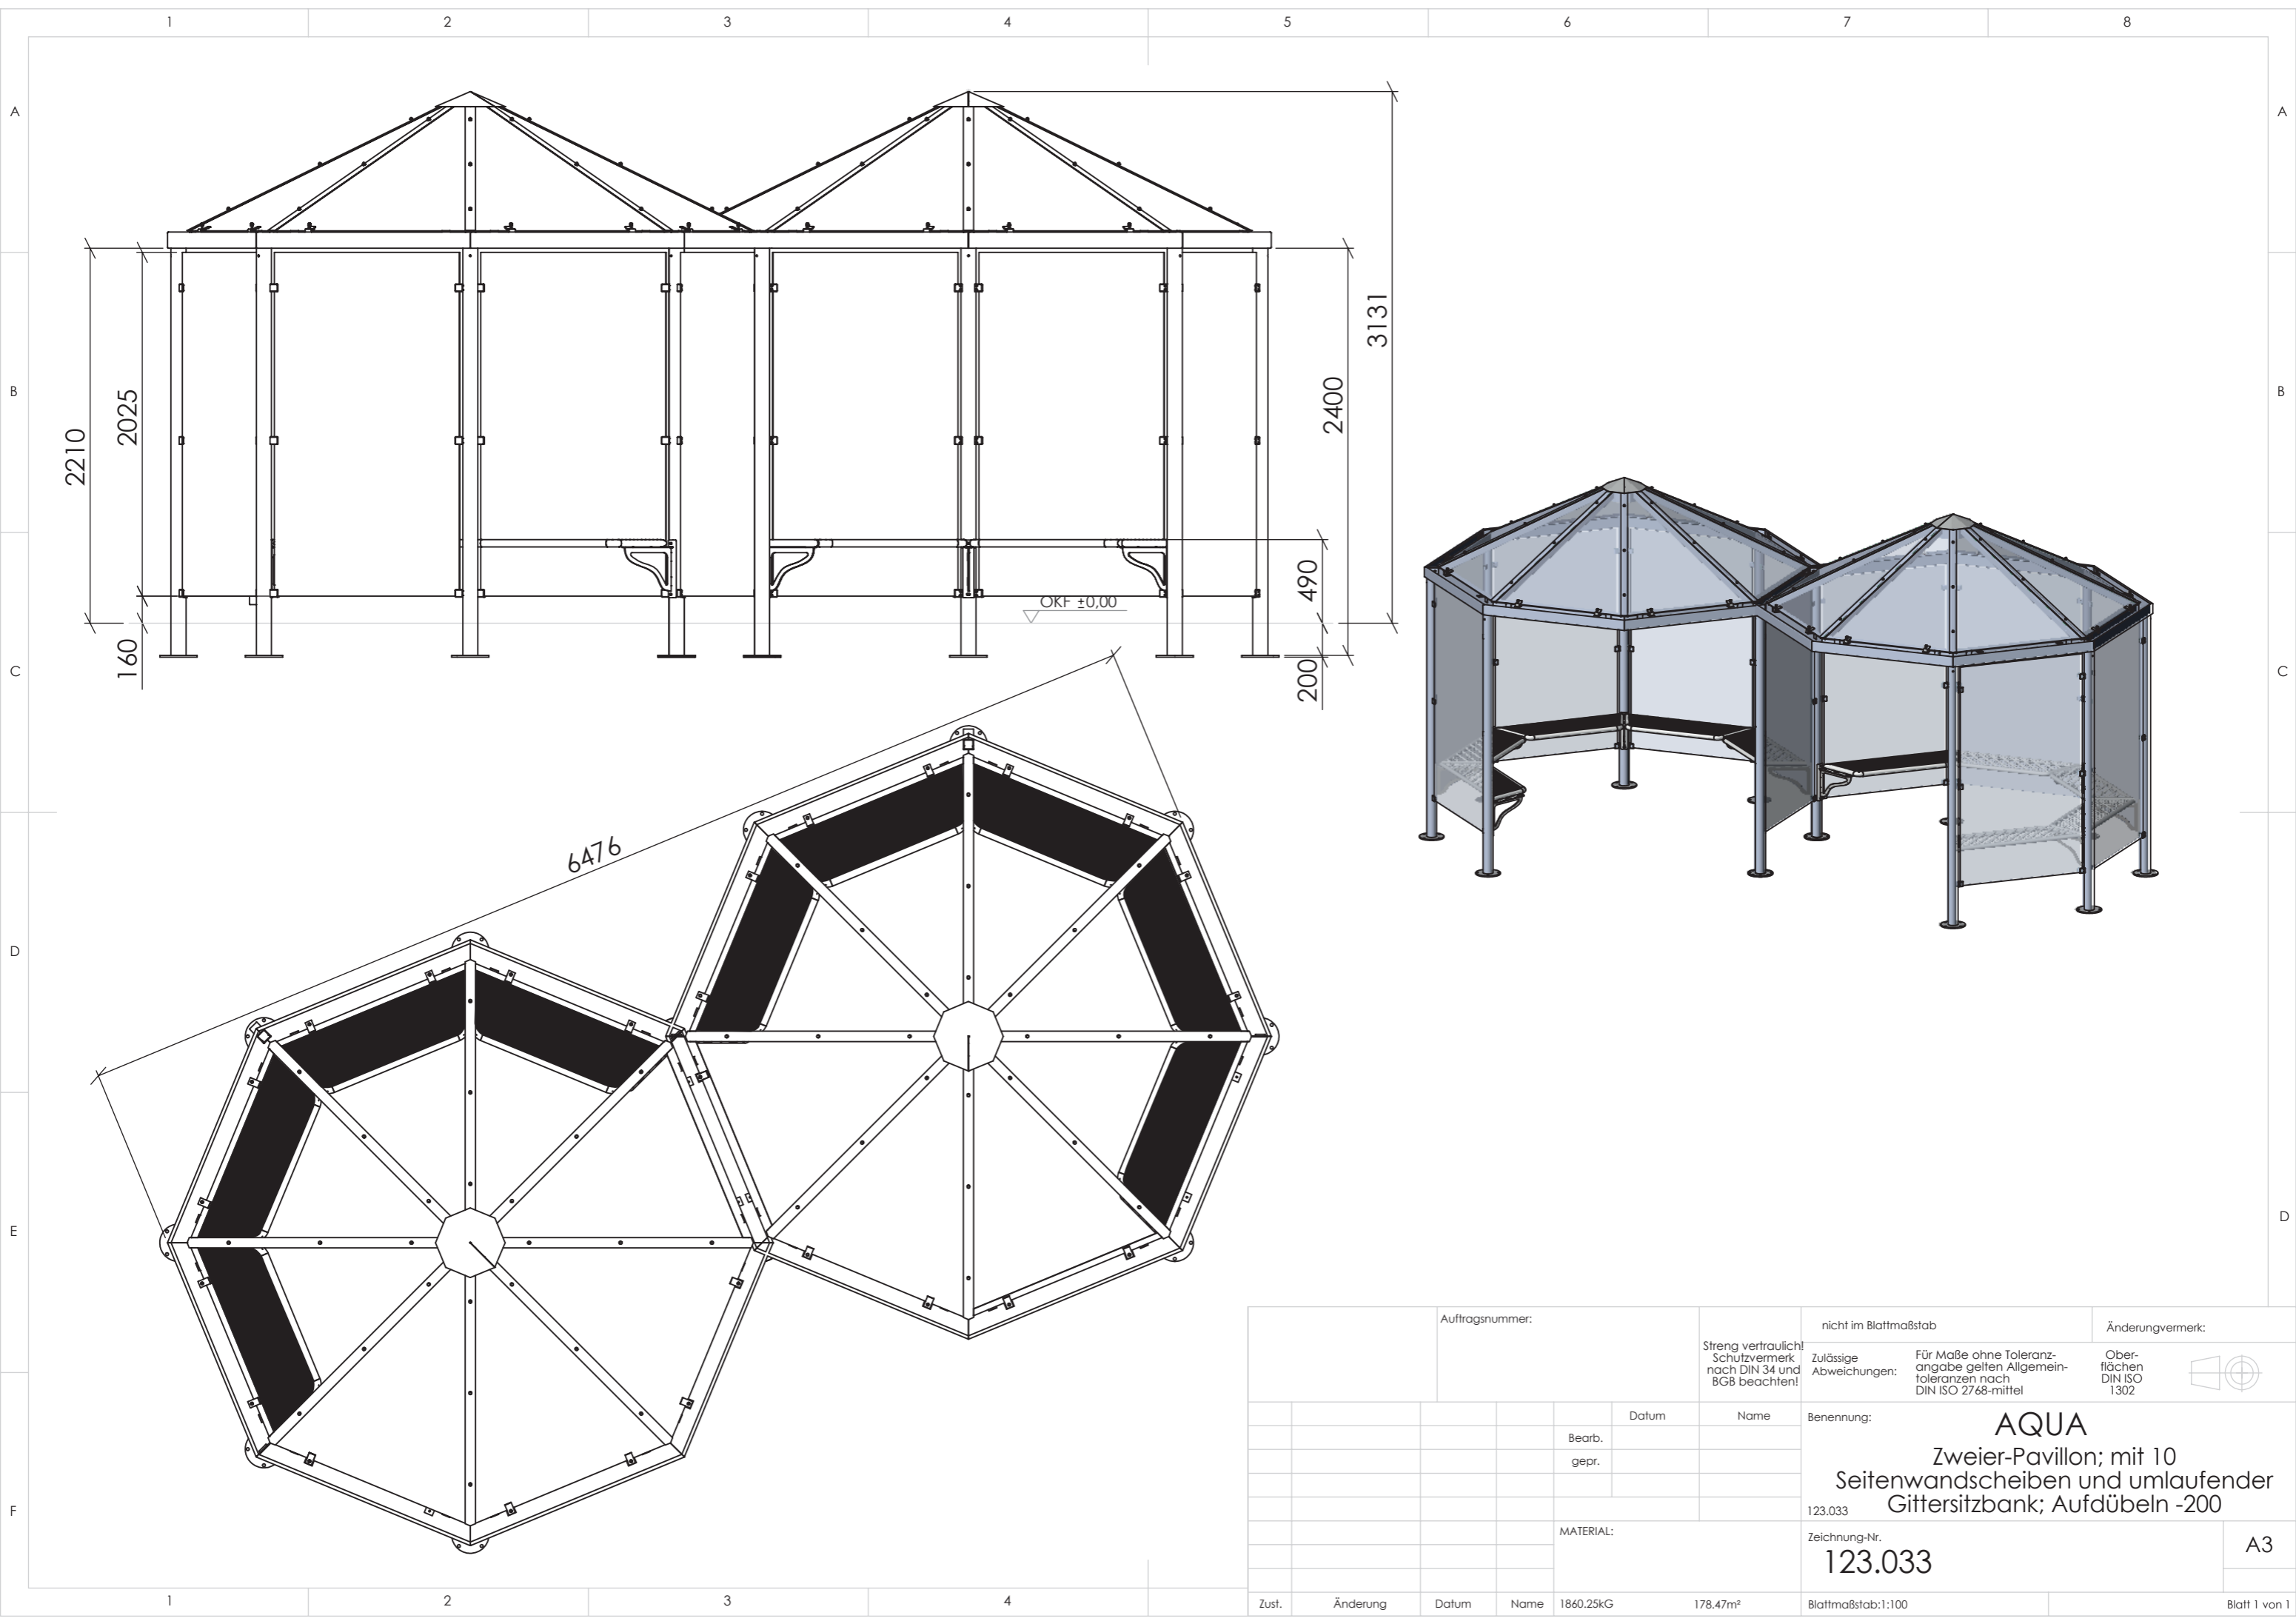 1 2 3 4 5 6 7 8
A A
B B
C C
D
E D
F
2210
2025
160
3131
2400
490
200
OKF ±0,00
6476
Auftragsnummer:
Streng vertraulich!
Schutzvermerk
nach DIN 34 und
BGB beachten!
nicht im Blattmaßstab
Änderungvermerk:
Zulässige
Abweichungen:
Für Maße ohne Toleranz-
angabe gelten Allgemein-
toleranzen nach
DIN ISO 2768-mittel
Ober-
flächen
DIN ISO
1302
Datum Name
Bearb.
gepr.
Benennung:
AQUA
Zweier-Pavillon; mit 10
Seitenwandscheiben und umlaufender
123.033 Gittersitzbank; Aufdübeln -200
MATERIAL:
Zeichnung-Nr.
123.033
A3
Zust. Änderung Datum Name 1860.25kG 178.47m² Blattmaßstab:1:100 Blatt 1 von 1
1 2 3 4